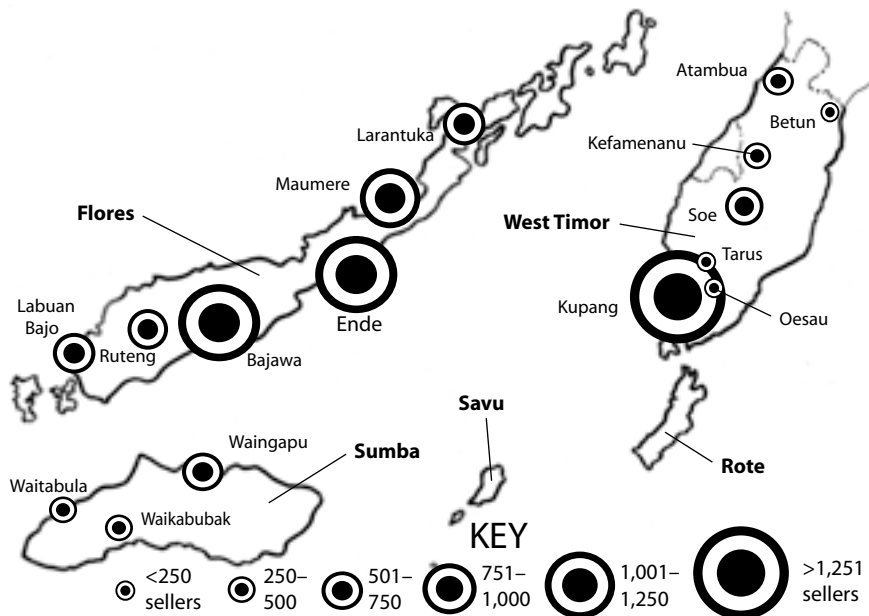 Atambua
Betun
Larantuka
Kefamenanu
Maumere
Flores
Soe
West Timor
Tarus
Labuan
Bajo
Ruteng
Bajawa
Ende
Kupang
Oesau
Savu
Waingapu
Sumba
Rote
Waitabula
Waikabubak
KEY
<250
sellers
250–
500
501–
750
751–
1,000
1,001–
1,250
>1,251
sellers